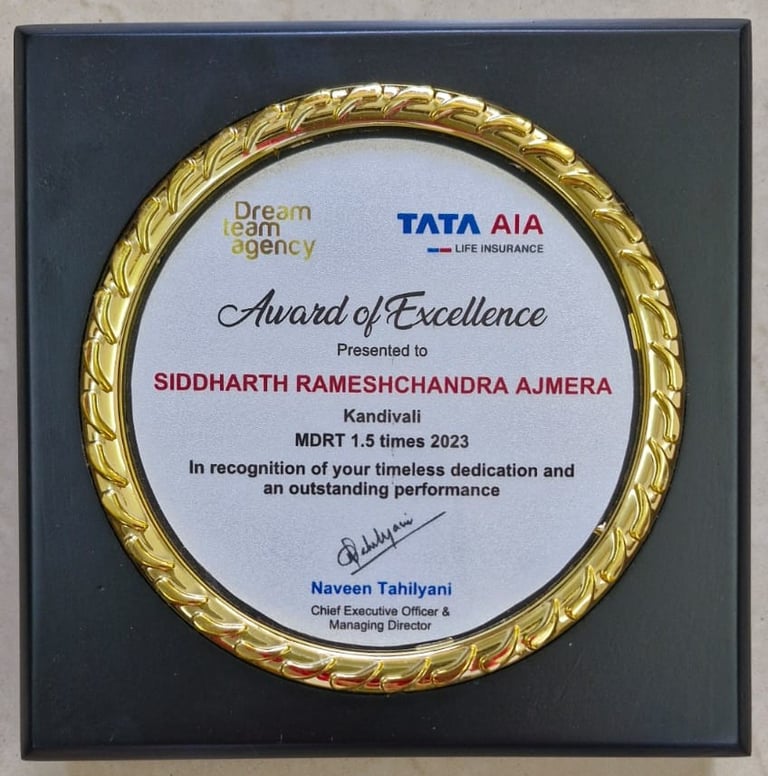 Dream
team
agency
TATA AIA
LIFE INSURANCE
Award of Excellence
Presented to
SIDDHARTH RAMESHCHANDRA AJMERA
Kandivali
MDRT 1.5 times 2023
In recognition of your timeless dedication and
an outstanding performance
Tahilyani
Naveen Tahilyani
Chief Executive Officer &
Managing Director